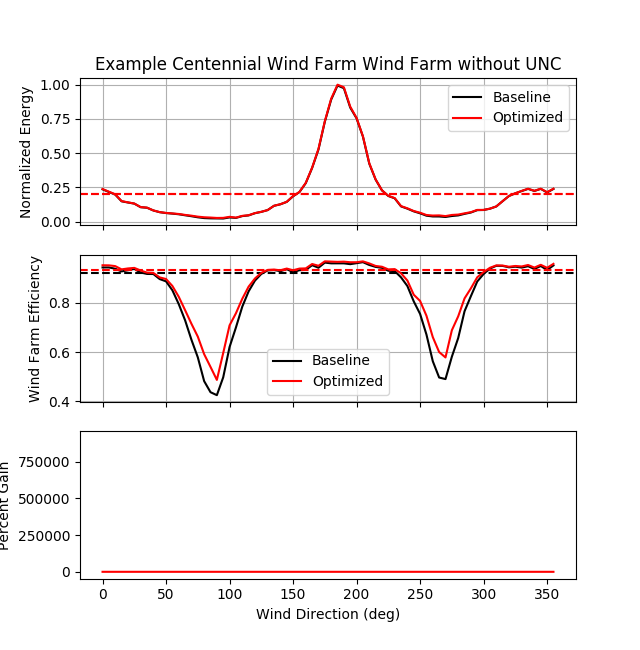 Example Centennial Wind Farm Wind Farm without UNC
Normalized Energy
1.00
0.75
0.50
0.25
0.00
Baseline
Optimized
Wind Farm Efficiency
0.8
0.6
0.4
Baseline
Optimized
Percent Gain
750000
500000
250000
0
0 50 100 150 200 250 300 350
Wind Direction (deg)